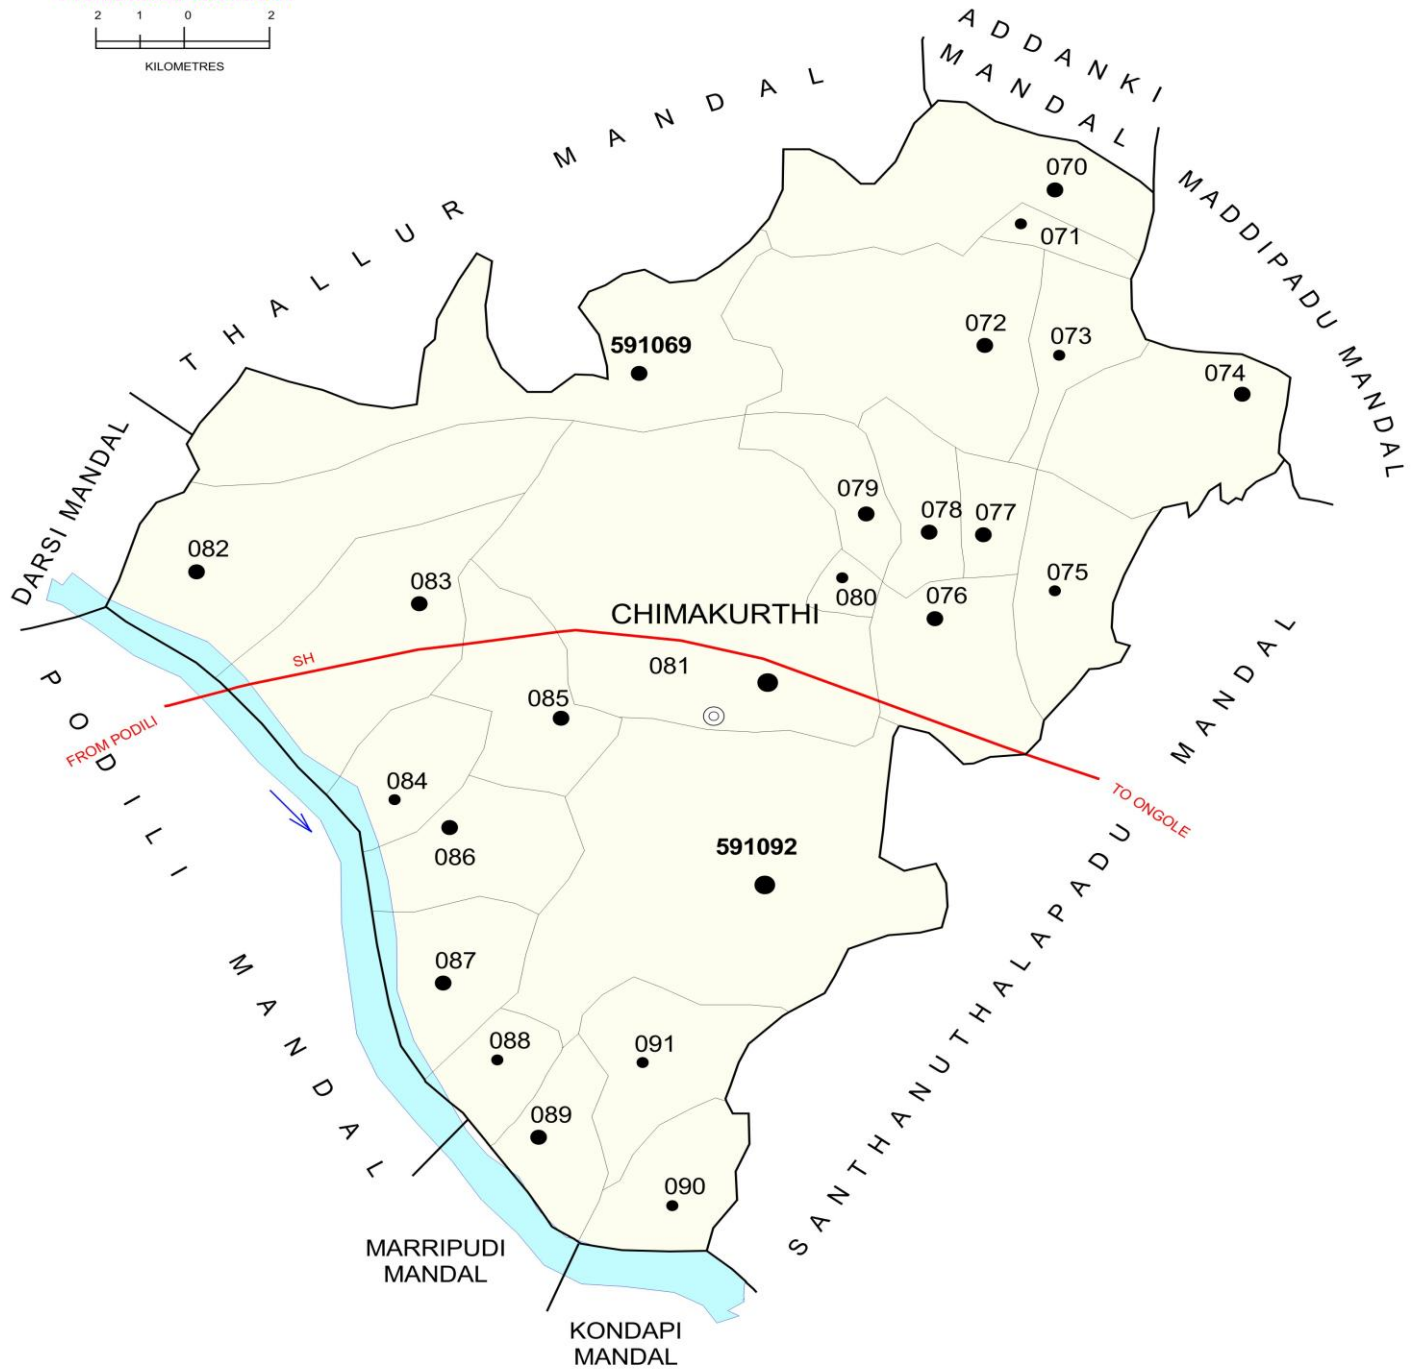 2 1 0 2
KILOMETRES
ADDANKI
MANDAL
THALLUR MANDAL
MADDIPADU MANDAL
070
071
072
073
591069
074
DARSI MANDAL
079
078
077
082
083
075
080
076
CHIMAKURTHI
SH
081
085
FROM PODILI
PODILI MANDAL
084
TO ONGOLE
086
591092
SANTHANUTHALAPADU MANDAL
087
088
091
089
090
MARRIPUDI
MANDAL
KONDAPI
MANDAL